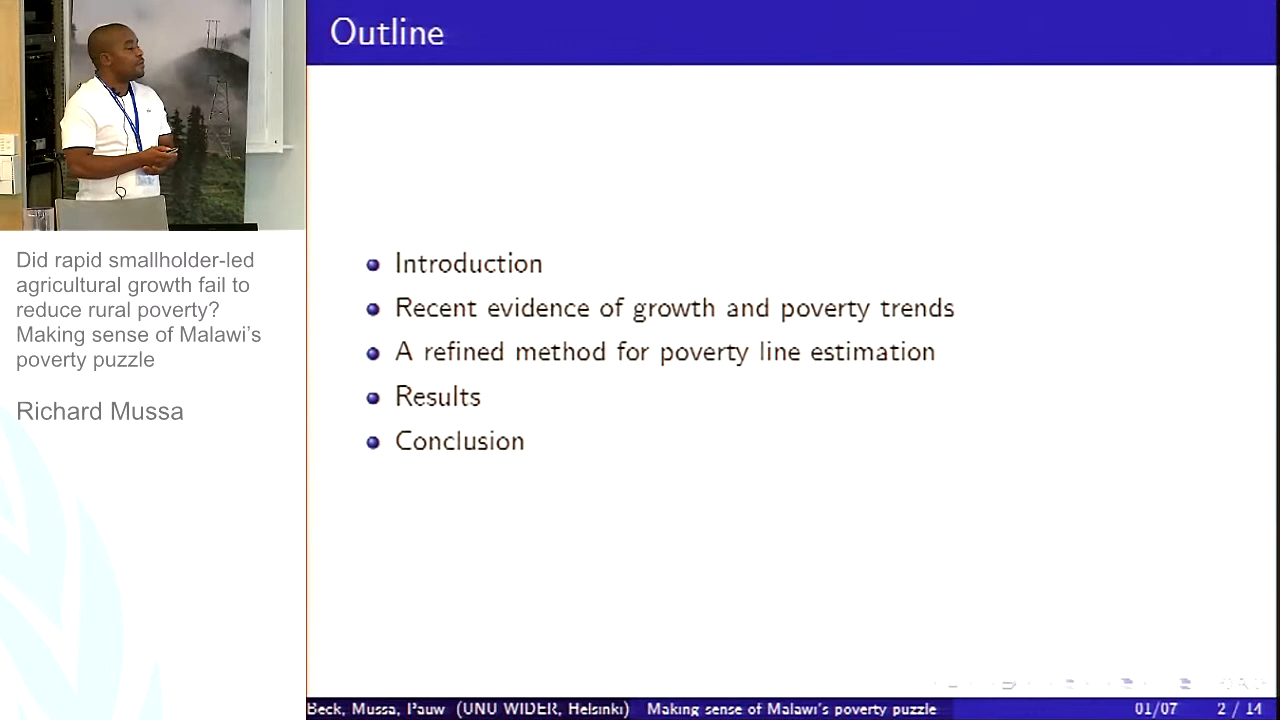 Outline
Did rapid smallholder-led
agricultural growth fail to
reduce rural poverty?
Making sense of Malawi's
poverty puzzle
Richard Mussa
Introduction
Recent evidence of growth and poverty trends
A refined method for poverty line estimation
Results
Conclusion
Beck, Mussa, Pauw (UNU WIDER, Helsinki) Making sense of Malawi's poverty puzzle 01/07 2 / 14